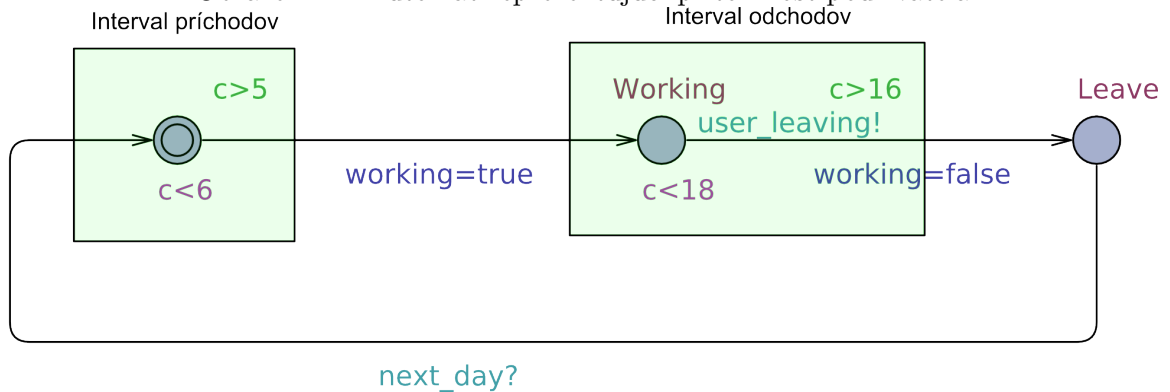 Interval príchodov
Interval odchodov
c>5
Working
c>16
Leave
user_leaving!
working=true
working=false
c<6
c<18
next_day?